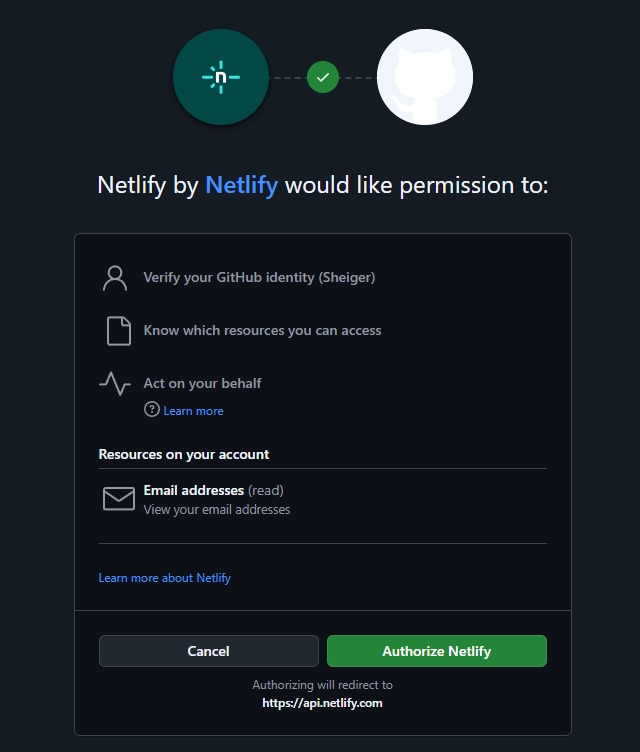 n
Netlify by Netlify would like permission to:
Verify your GitHub identity (Sheiger)
Know which resources you can access
Act on your behalf
? Learn more
Resources on your account
Email addresses (read)
View your email addresses
Learn more about Netlify
Cancel
Authorize Netlify
Authorizing will redirect to
https://api.netlify.com